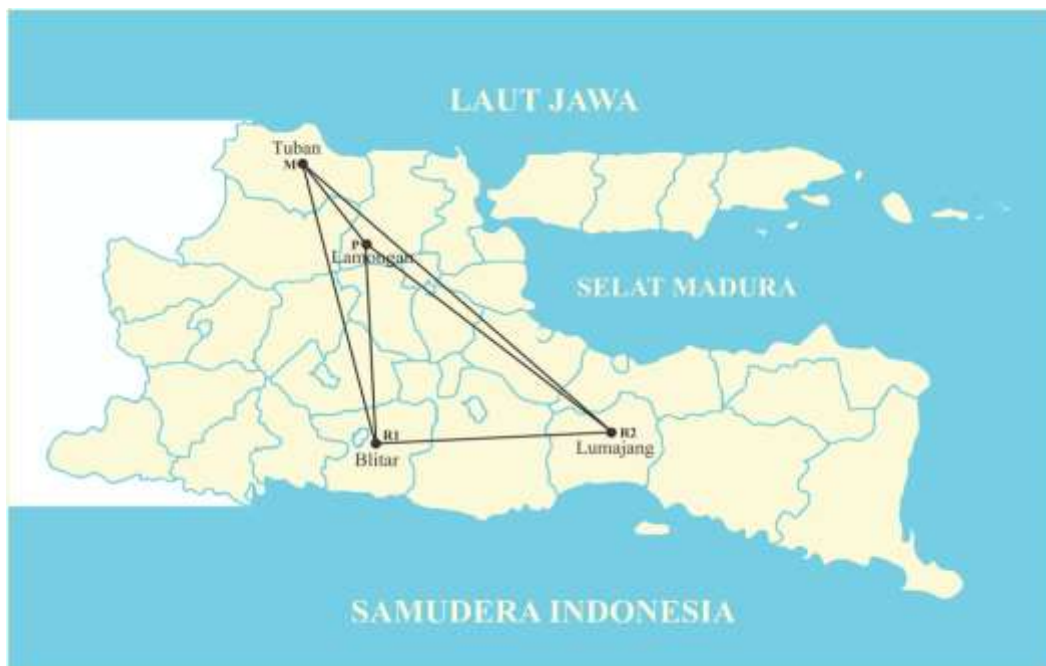 LAUT JAWA
Tuban
M
P
Lamongan
SELAT MADURA
R1
Blitar
R2
Lumajang
SAMUDERA INDONESIA